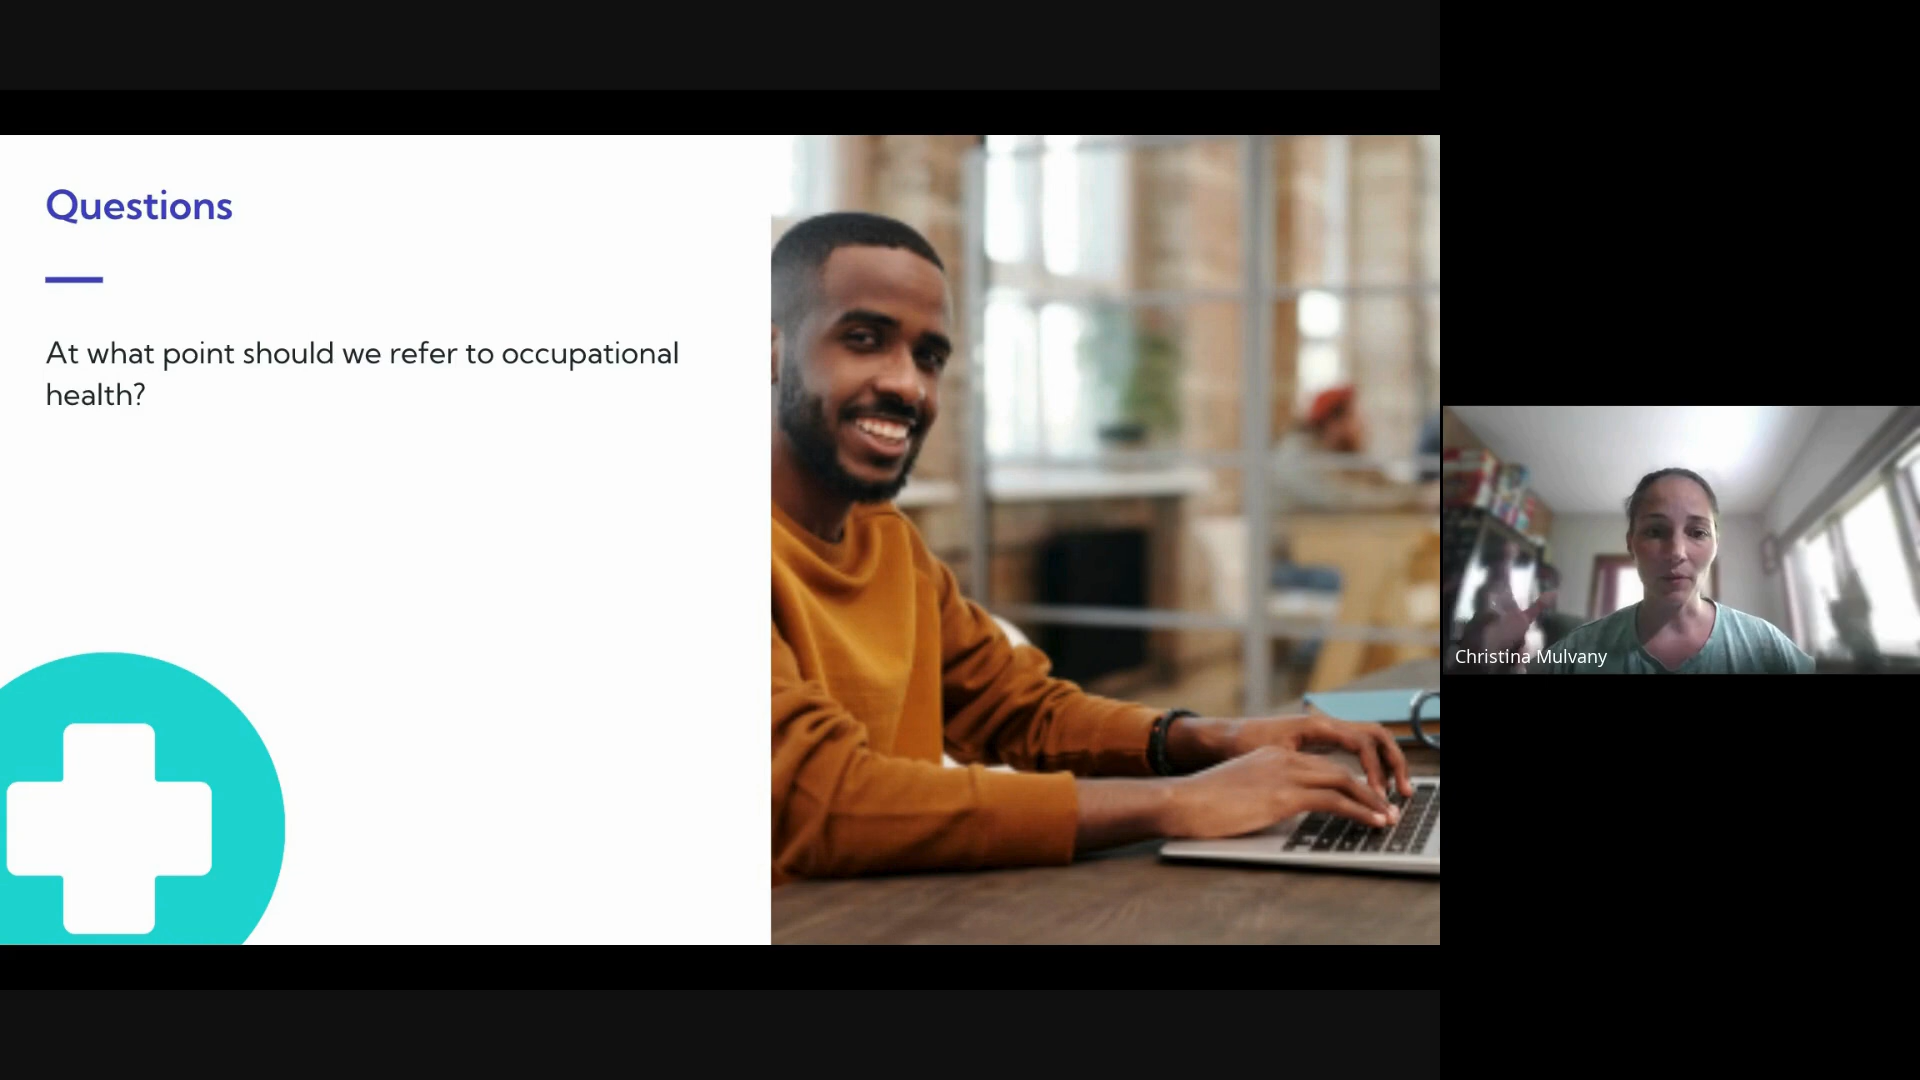 Questions
At what point should we refer to occupational
health?
Christina Mulvany